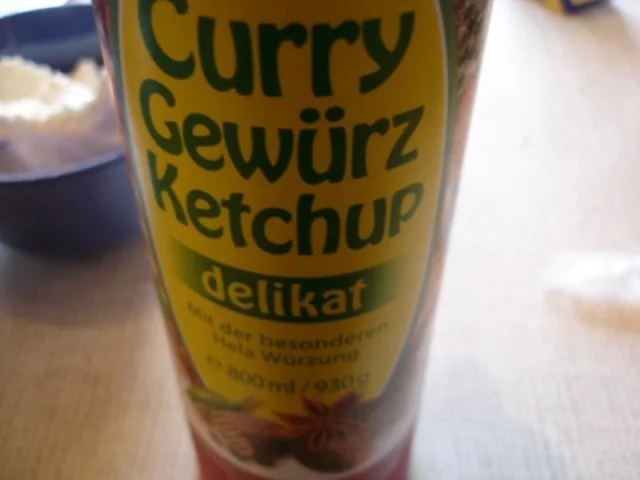 Curry
Gewürz
Ketchup
delikat
Mit der besonderen
Hela Würzung
℮ 800 ml / 930 g